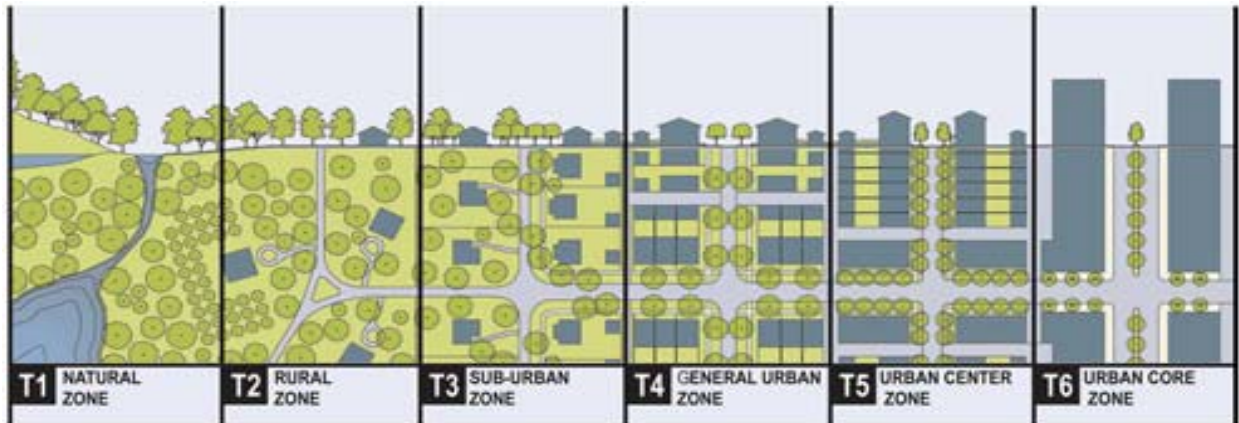 T1 NATURAL
ZONE
T2 RURAL
ZONE
T3 SUB-URBAN
ZONE
T4 GENERAL URBAN
ZONE
T5 URBAN CENTER
ZONE
T6 URBAN CORE
ZONE